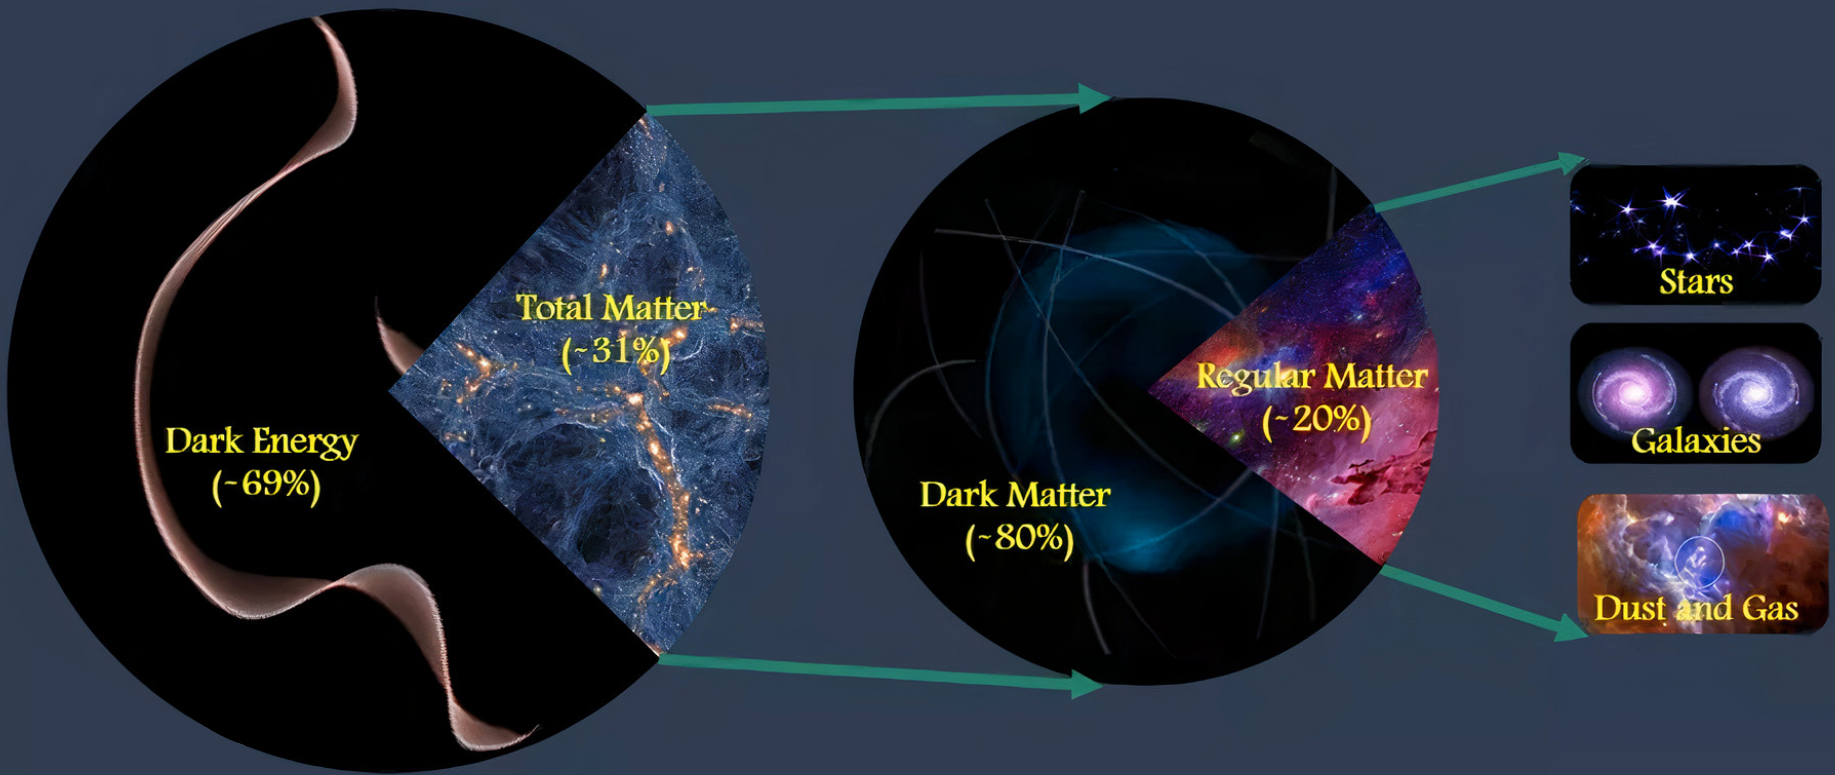 Total Matter
(~31%)
Dark Energy
(~69%)
Regular Matter
(~20%)
Dark Matter
(~80%)
Stars
Galaxies
Dust and Gas